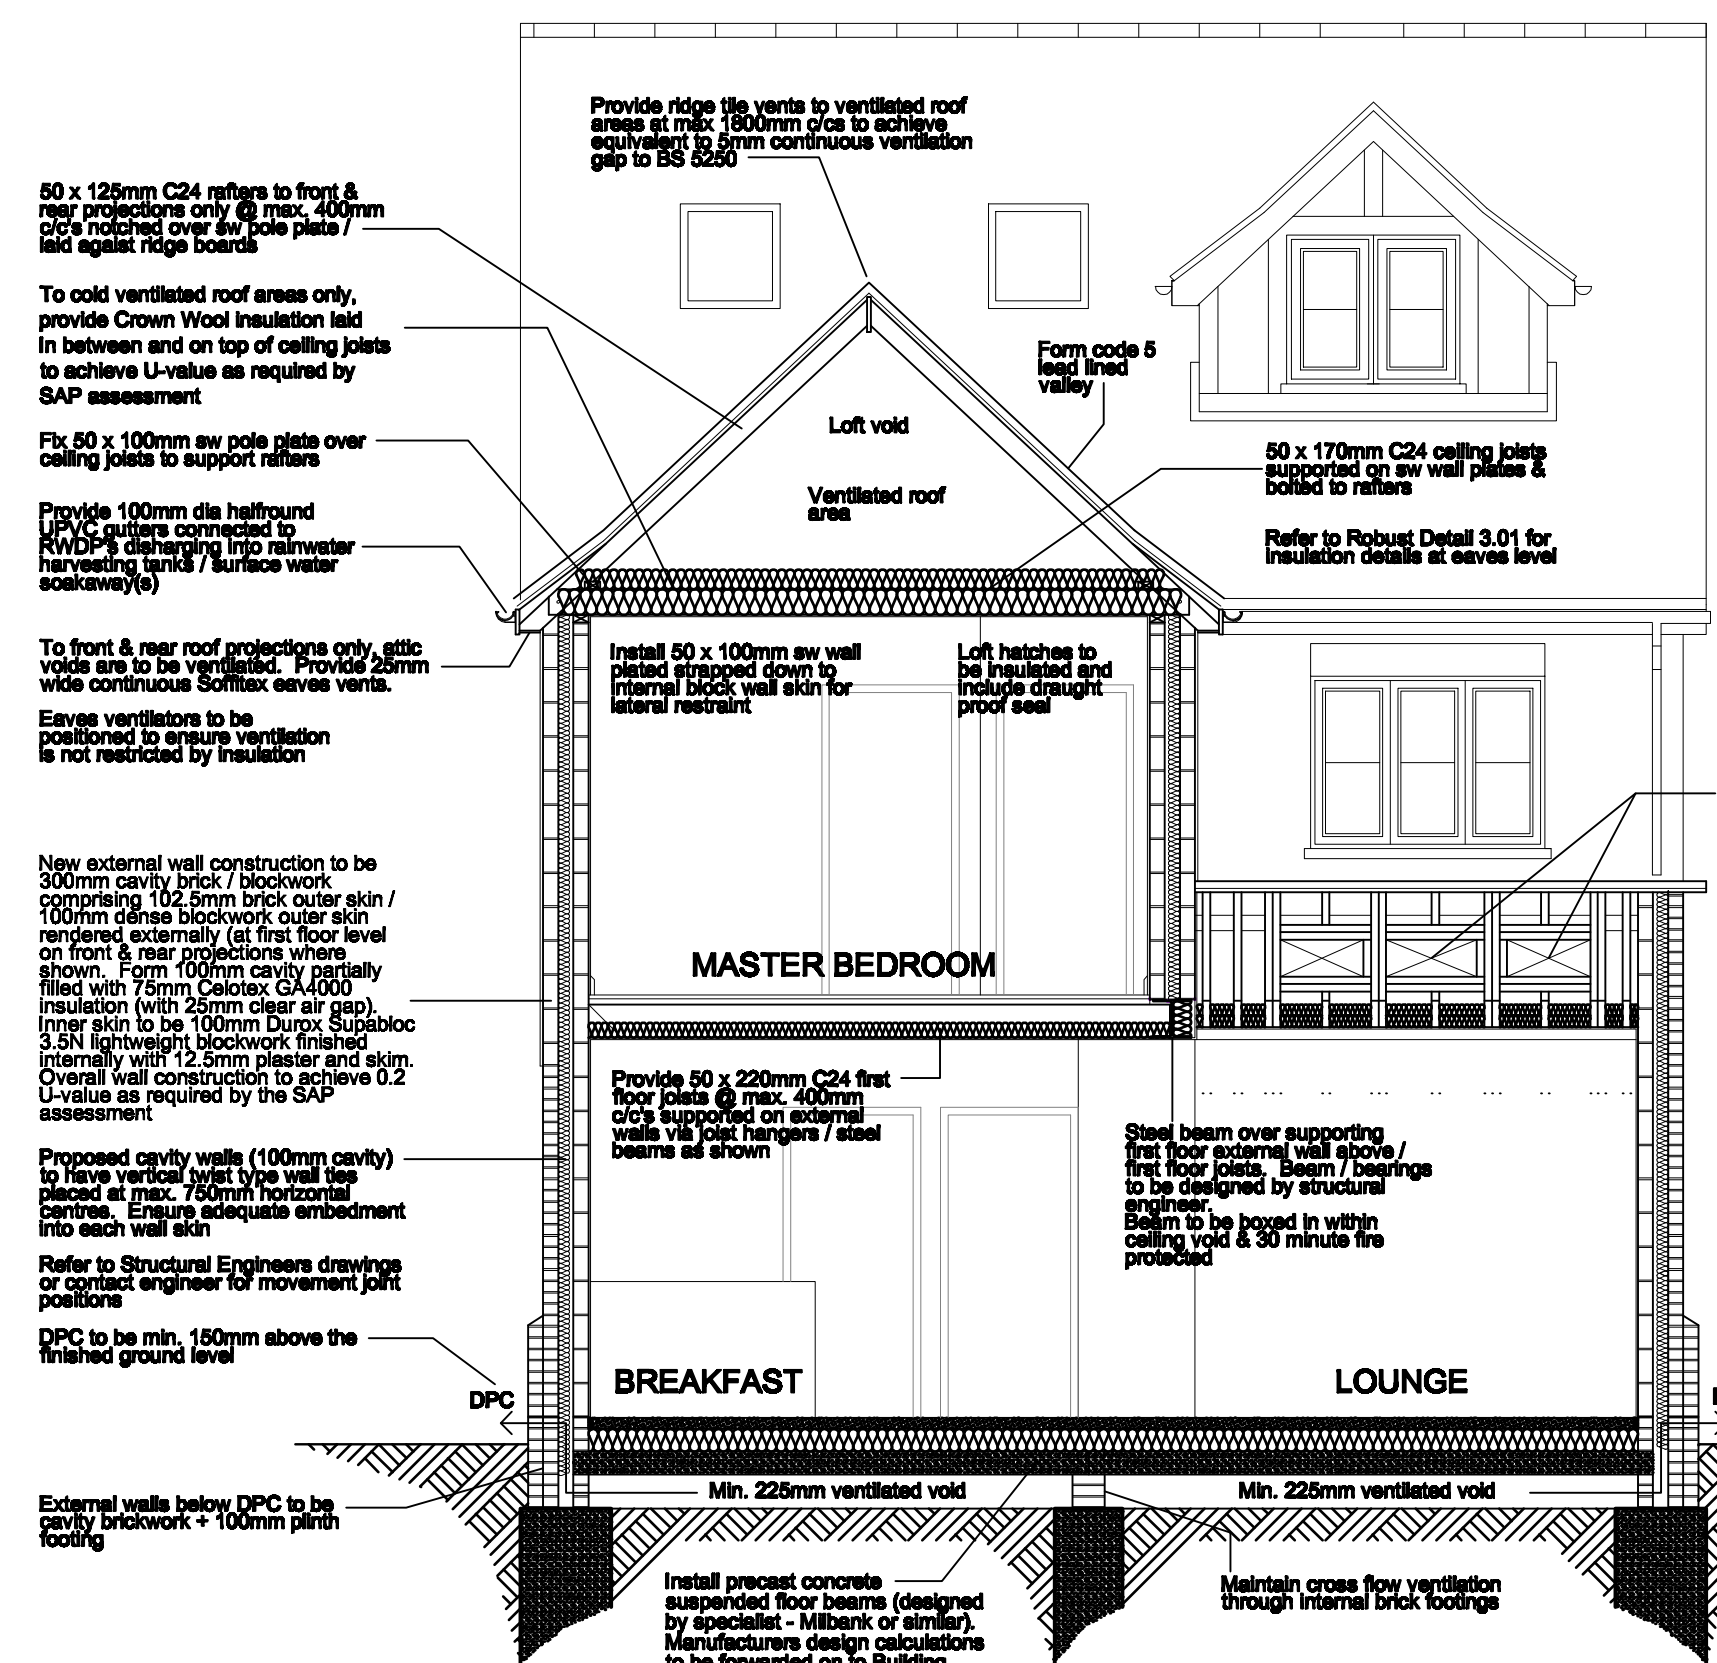 Provide ridge tile vents to ventilated roof
areas at max 1800mm c/cs to achieve
equivalent to 5mm continuous ventilation
gap to BS 5250
50 x 125mm C24 rafters to front &
rear projections only @ max. 400mm
c/c's notched over sw pole plate /
laid agaist ridge boards
To cold ventilated roof areas only,
provide Crown Wool insulation laid
in between and on top of ceiling joists
to achieve U-value as required by
SAP assessment
Form code 5
lead lined
valley
Loft void
Fix 50 x 100mm sw pole plate over
ceiling joists to support rafters
50 x 170mm C24 ceiling joists
supported on sw wall plates &
bolted to rafters
Ventilated roof
area
Provide 100mm dia halfround
UPVC gutters connected to
RWDP's disharging into rainwater
harvesting tanks / surface water
soakaway(s)
Refer to Robust Detail 3.01 for
insulation details at eaves level
To front & rear roof projections only, attic
voids are to be ventilated.  Provide 25mm
wide continuous Soffitex eaves vents.
Install 50 x 100mm sw wall
plated strapped down to
internal block wall skin for
lateral restraint
Loft hatches to
be insulated and
include draught
proof seal
Eaves ventilators to be
positioned to ensure ventilation
is not restricted by insulation
New external wall construction to be
300mm cavity brick / blockwork
comprising 102.5mm brick outer skin /
100mm dense blockwork outer skin
rendered externally (at first floor level
on front & rear projections where
shown.  Form 100mm cavity partially
filled with 75mm Celotex GA4000
insulation (with 25mm clear air gap).
Inner skin to be 100mm Durox Supabloc
3.5N lightweight blockwork finished
internally with 12.5mm plaster and skim.
Overall wall construction to achieve 0.2
U-value as required by the SAP
assessment
MASTER BEDROOM
Provide 50 x 220mm C24 first
floor joists @ max. 400mm
c/c's supported on external
walls via joist hangers / steel
beams as shown
Steel beam over supporting
first floor external wall above /
first floor joists.  Beam / bearings
to be designed by structural
engineer.
Beam to be boxed in within
ceiling void & 30 minute fire
protected
Proposed cavity walls (100mm cavity)
to have vertical twist type wall ties
placed at max. 750mm horizontal
centres.  Ensure adequate embedment
into each wall skin
Refer to Structural Engineers drawings
or contact engineer for movement joint
positions
DPC to be min. 150mm above the
finished ground level
DPC
BREAKFAST
LOUNGE
Min. 225mm ventilated void
Min. 225mm ventilated void
External walls below DPC to be
cavity brickwork + 100mm plinth
footing
Install precast concrete
suspended floor beams (designed
by specialist - Milbank or similar).
Manufacturers design calculations
to be forwarded on to Building
Maintain cross flow ventilation
through internal brick footings